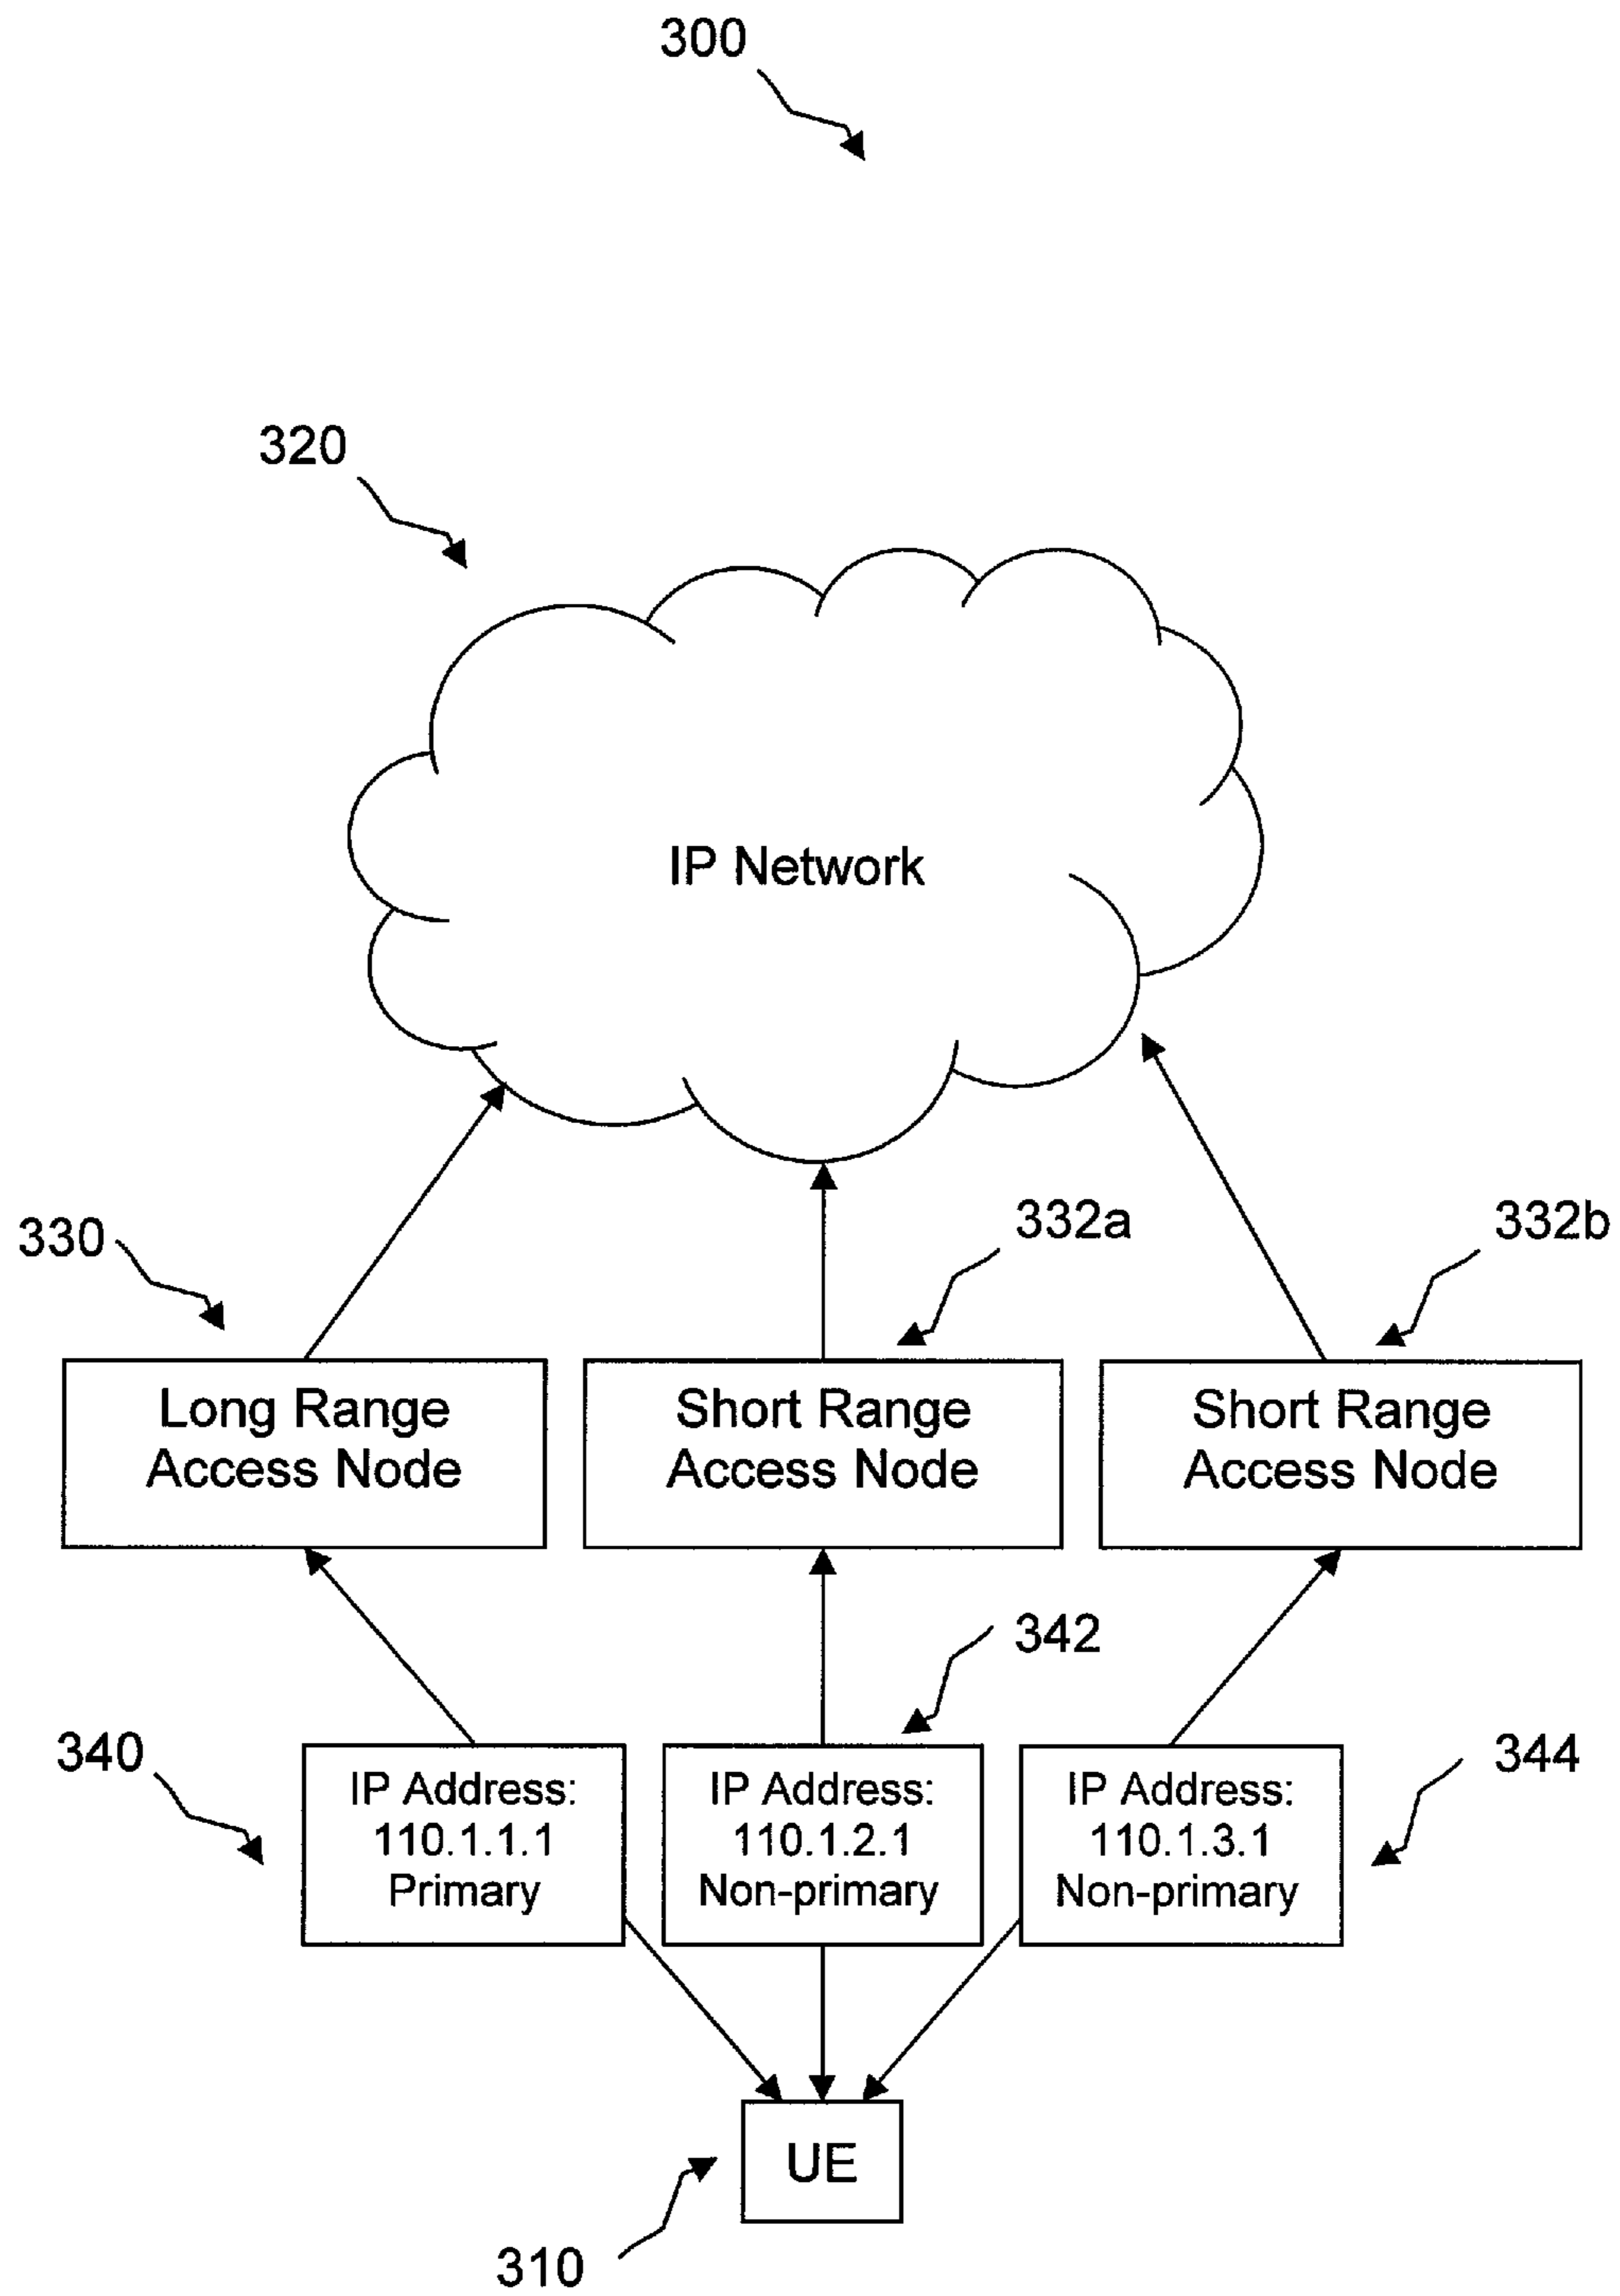 300
320
IP Network
330
332a
332b
Long Range
Access Node
Short Range
Access Node
Short Range
Access Node
342
340
344
IP Address:
110.1.1.1
Primary
IP Address:
110.1.2.1
Non-primary
IP Address:
110.1.3.1
Non-primary
UE
310